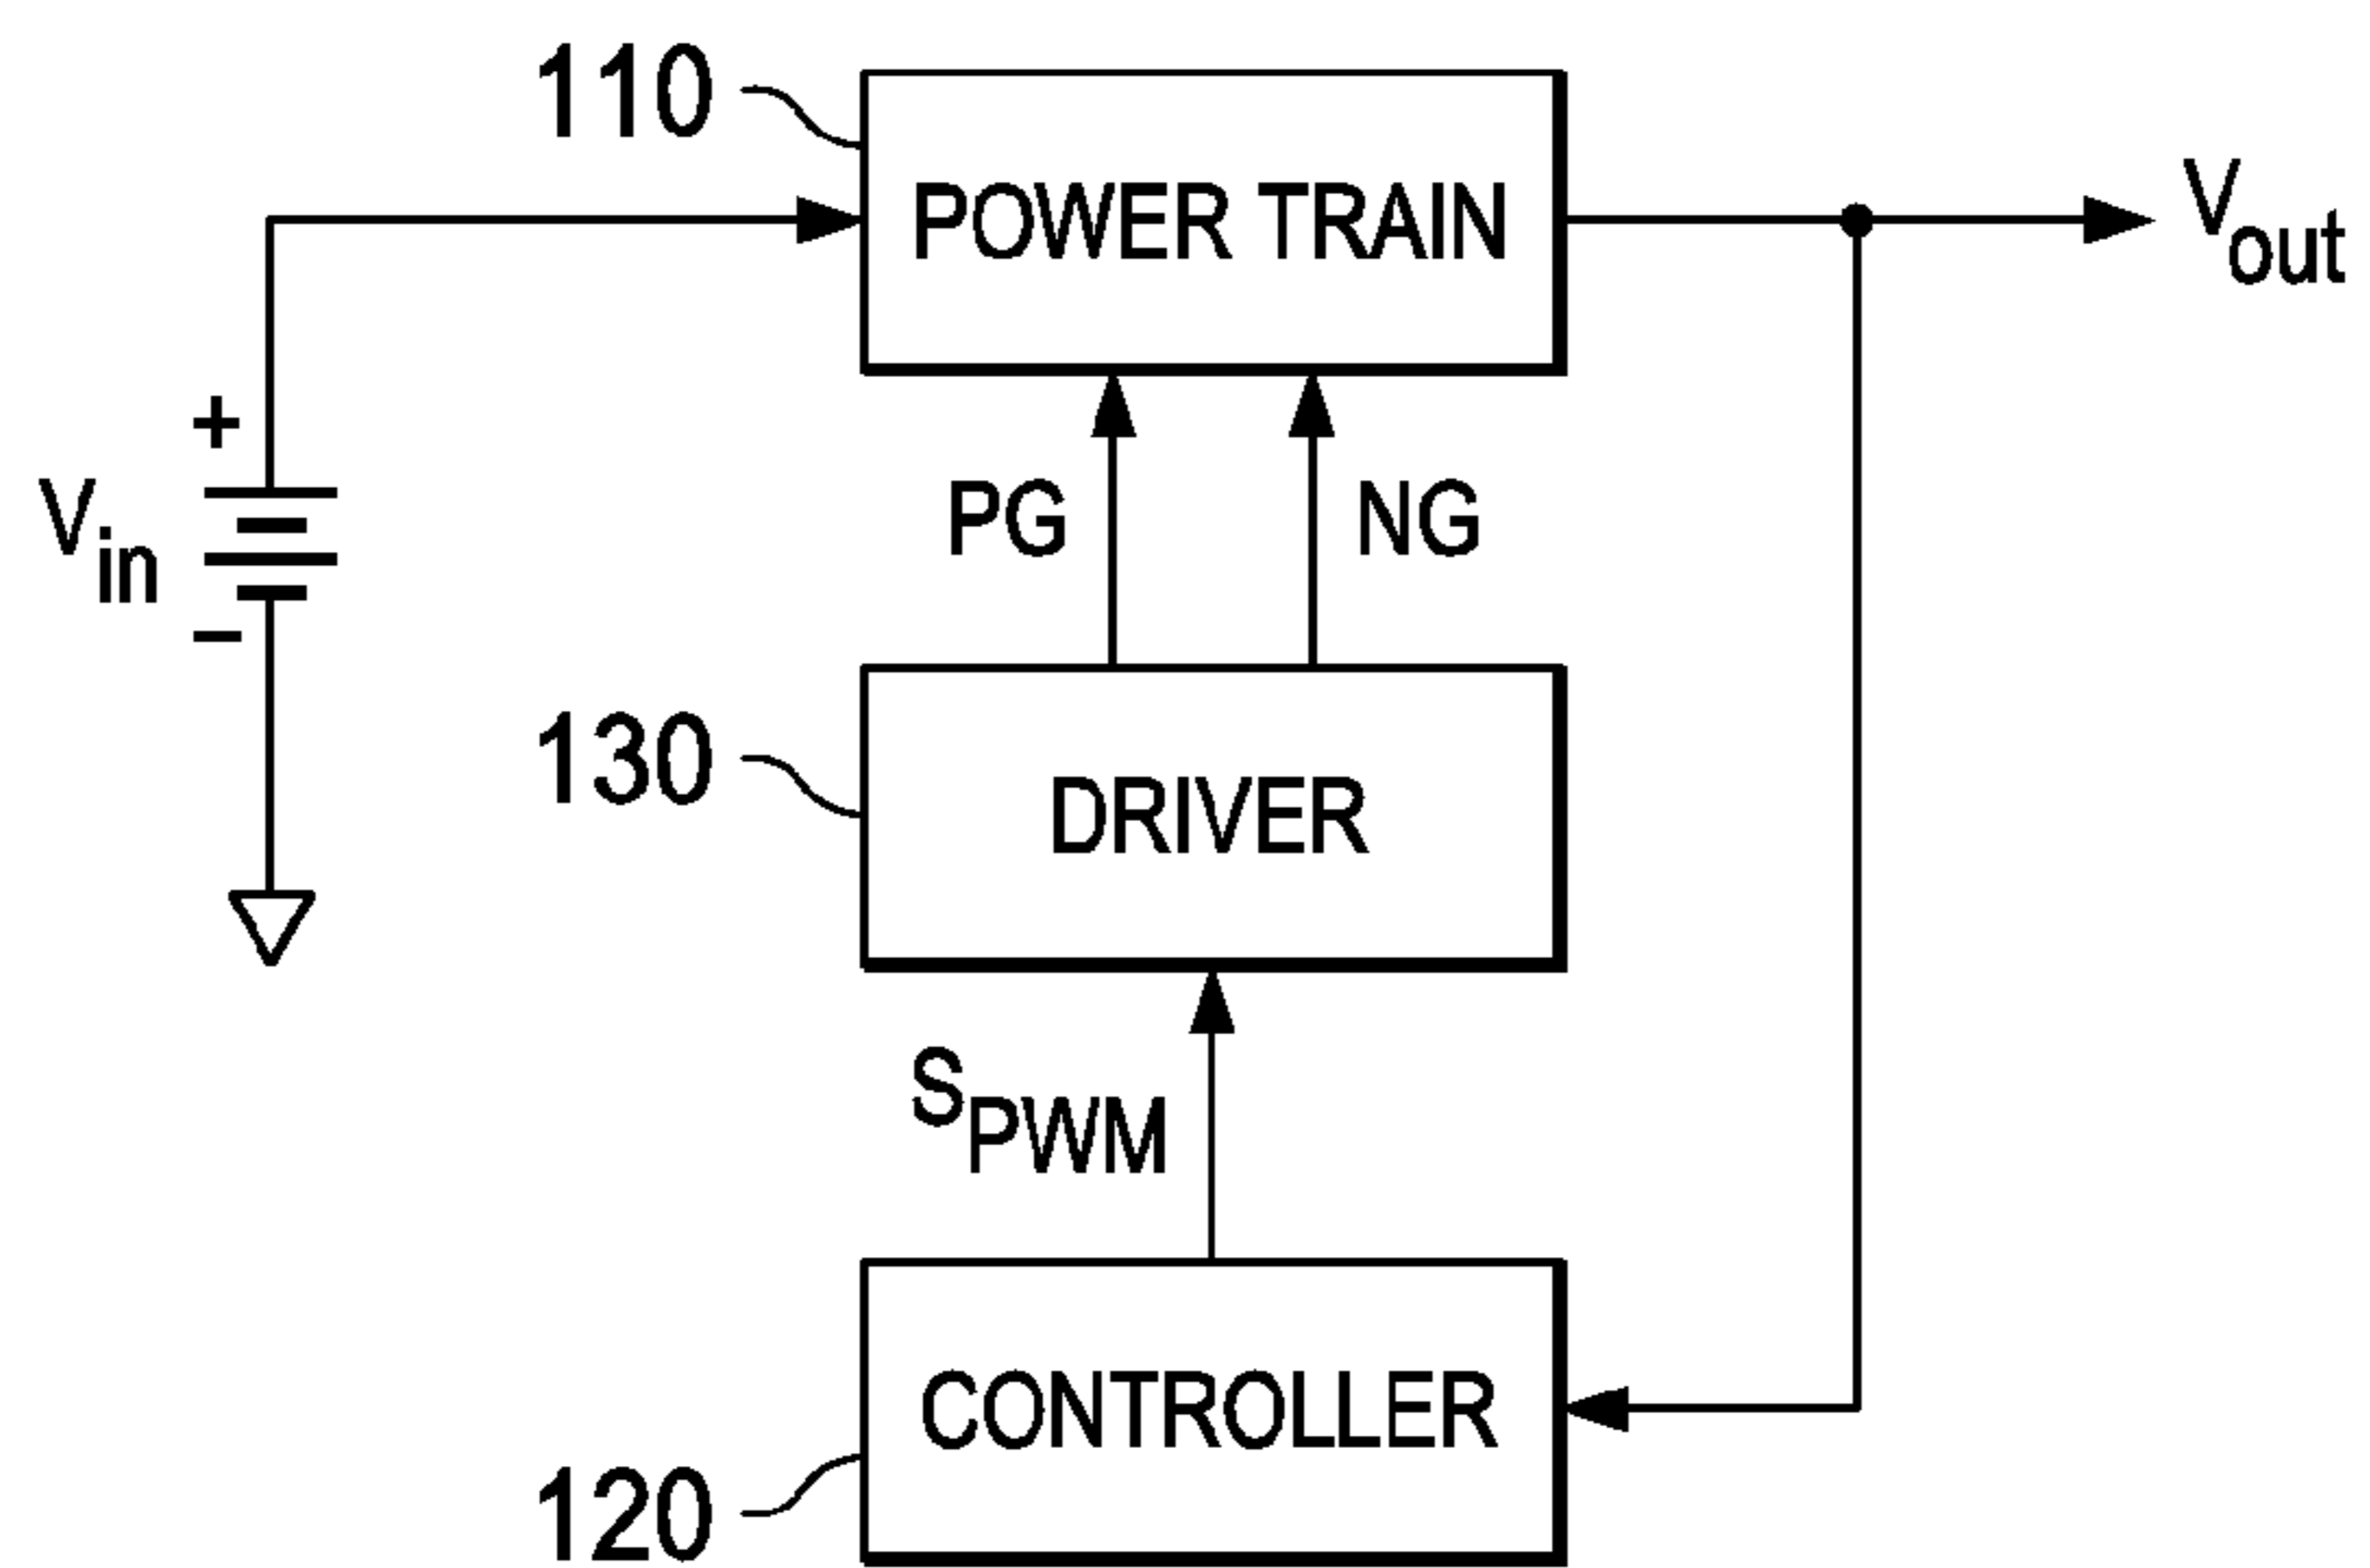 110
POWER TRAIN
Vout
+
Vin
−
PG
NG
130
DRIVER
SPWM
CONTROLLER
120